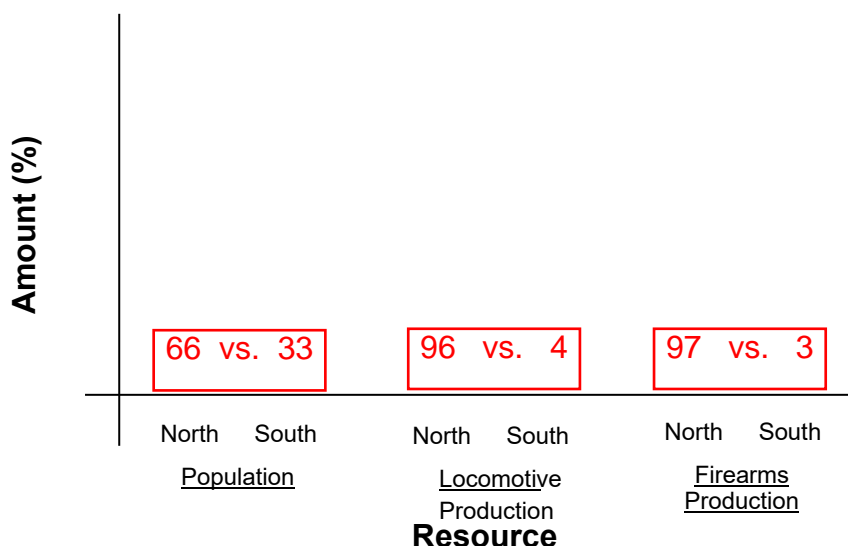 Amount (%)
66 vs. 33
96 vs. 4
97 vs. 3
North South
North South
North South
Population
Locomotive
Production
Firearms
Production
Resource